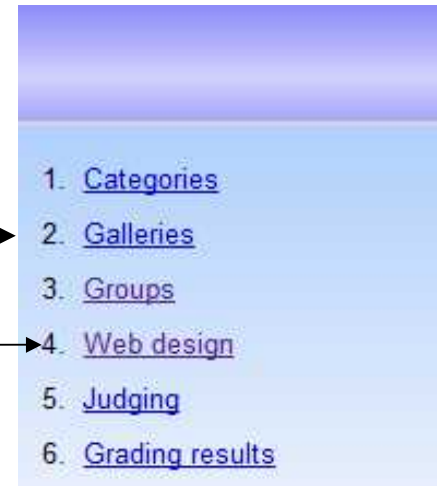 1. Categories
2. Galleries
3. Groups
4. Web design
5. Judging
6. Grading results